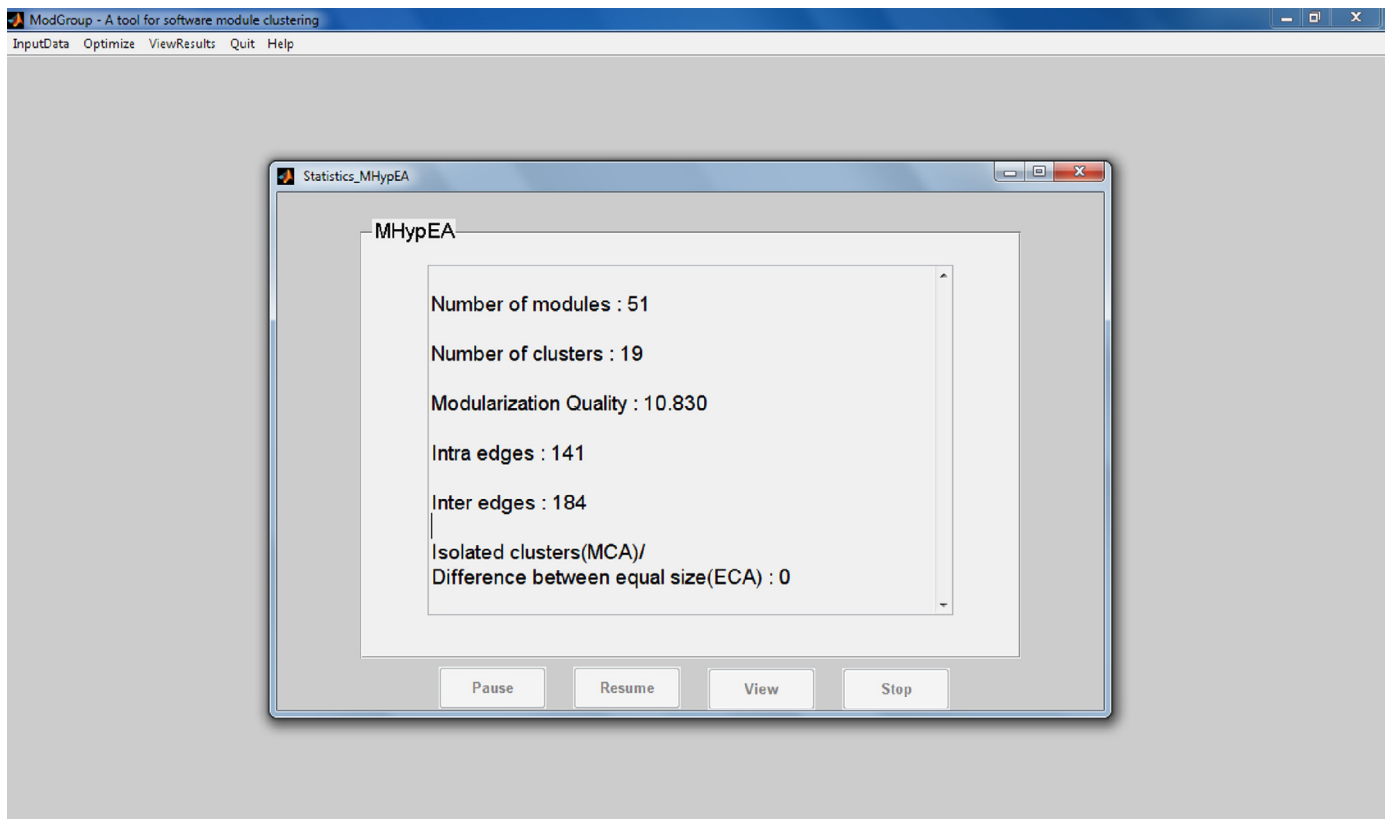 ModGroup - A tool for software module clustering
InputData Optimize ViewResults Quit Help
Statistics_MHypEA
MHypEA
Number of modules : 51
Number of clusters : 19
Modularization Quality : 10.830
Intra edges : 141
Inter edges : 184
Isolated clusters(MCA)/
Difference between equal size(ECA) : 0
Pause Resume View Stop